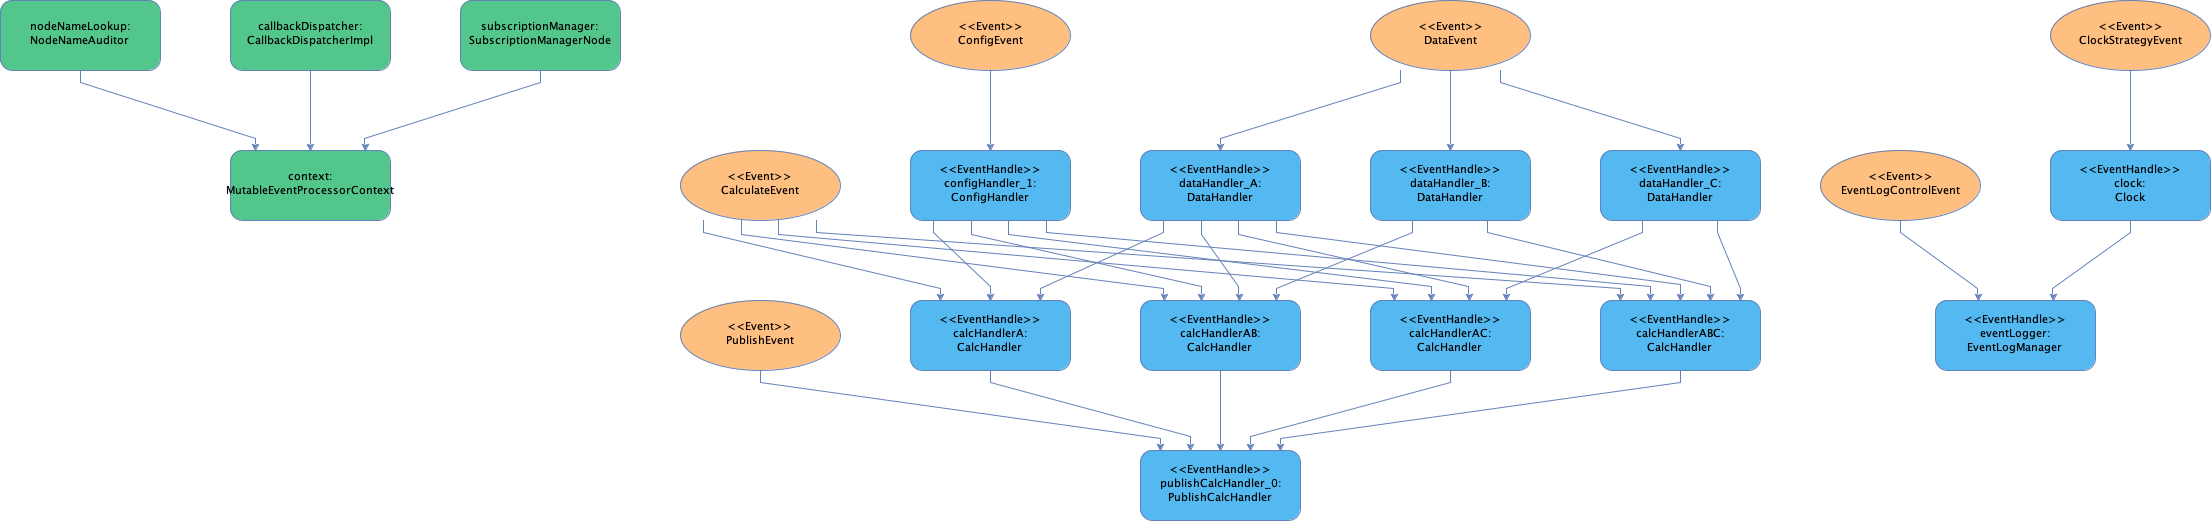 nodeNameLookup:
NodeNameAuditor
callbackDispatcher:
CallbackDispatcherImpl
subscriptionManager:
SubscriptionManagerNode
<<Event>>
ConfigEvent
<<Event>>
DataEvent
<<Event>>
ClockStrategyEvent
context:
MutableEventProcessorContext
<<Event>>
CalculateEvent
<<EventHandle>>
configHandler_1:
ConfigHandler
<<EventHandle>>
dataHandler_A:
DataHandler
<<EventHandle>>
dataHandler_B:
DataHandler
<<EventHandle>>
dataHandler_C:
DataHandler
<<Event>>
EventLogControlEvent
<<EventHandle>>
clock:
Clock
<<Event>>
PublishEvent
<<EventHandle>>
calcHandlerA:
CalcHandler
<<EventHandle>>
calcHandlerAB:
CalcHandler
<<EventHandle>>
calcHandlerAC:
CalcHandler
<<EventHandle>>
calcHandlerABC:
CalcHandler
<<EventHandle>>
eventLogger:
EventLogManager
<<EventHandle>>
publishCalcHandler_0:
PublishCalcHandler